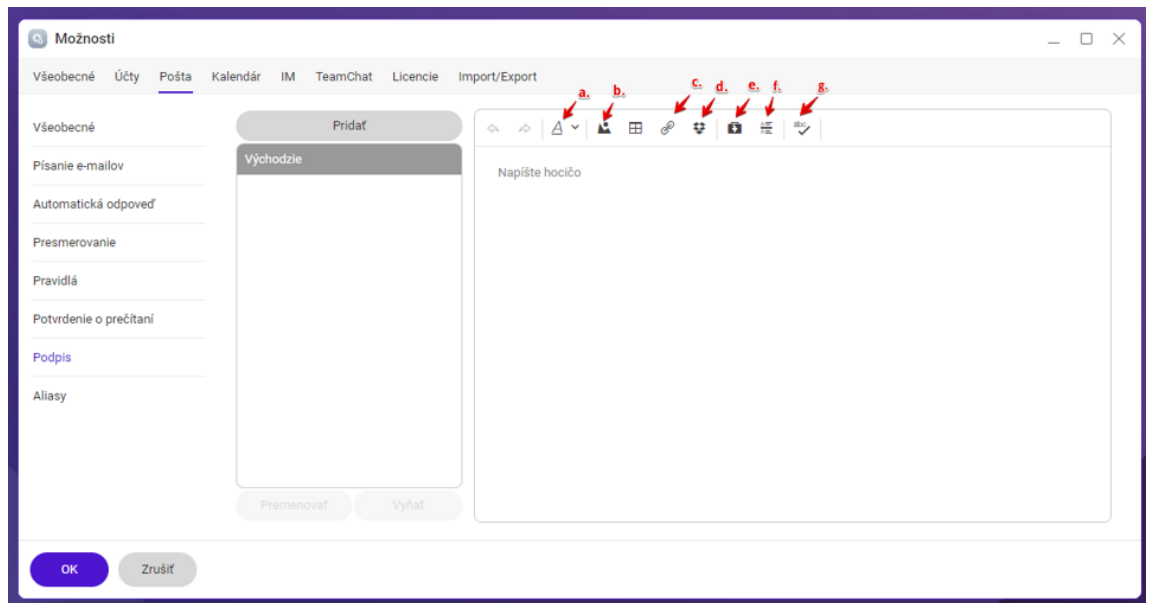 Možnosti
Všeobecné Účty Pošta Kalendár IM TeamChat Licencie Import/Export
a. b. c. d. e. f. g.
Všeobecné
Písanie e-mailov
Automatická odpoveď
Presmerovanie
Pravidlá
Potvrdenie o prečítaní
Podpis
Aliasy
Pridať
Východzie
Premenovať Vyňať
A
abc
Napíšte hocičo
OK Zrušiť